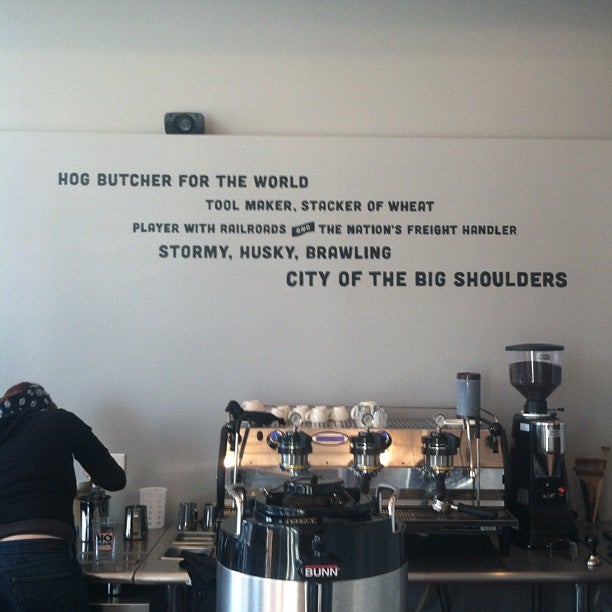 HOG BUTCHER FOR THE WORLD
TOOL MAKER, STACKER OF WHEAT
PLAYER WITH RAILROADS AND THE NATION'S FREIGHT HANDLER
STORMY, HUSKY, BRAWLING
CITY OF THE BIG SHOULDERS
BIG
BUNN